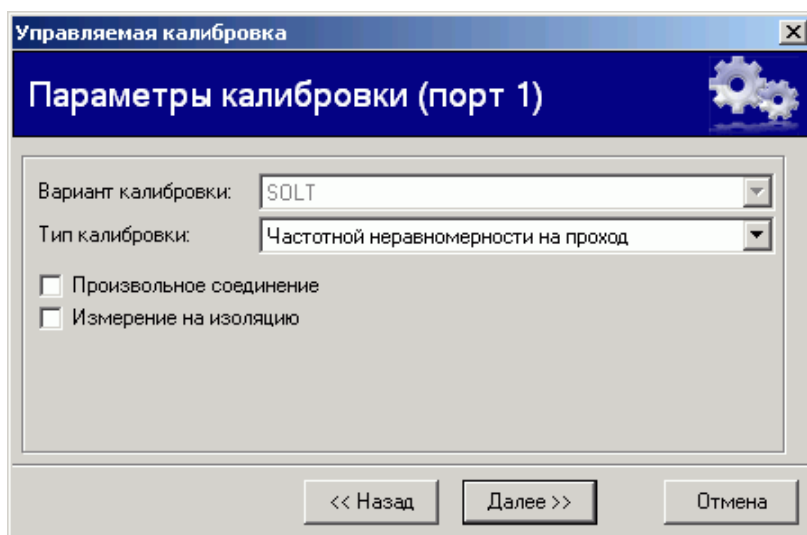 Управляемая калибровка
Параметры калибровки (порт 1)
Вариант калибровки: SOLT
Тип калибровки: Частотной неравномерности на проход
Произвольное соединение
Измерение на изоляцию
<< Назад Далее >> Отмена